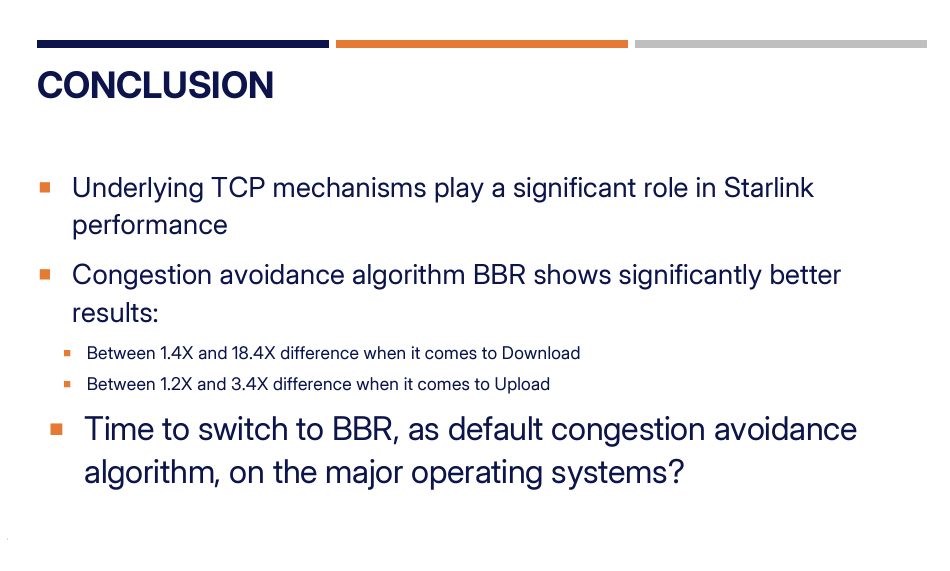 CONCLUSION
Underlying TCP mechanisms play a significant role in Starlink
performance
Congestion avoidance algorithm BBR shows significantly better
results:
Between 1.4X and 18.4X difference when it comes to Download
Between 1.2X and 3.4X difference when it comes to Upload
Time to switch to BBR, as default congestion avoidance
algorithm, on the major operating systems?